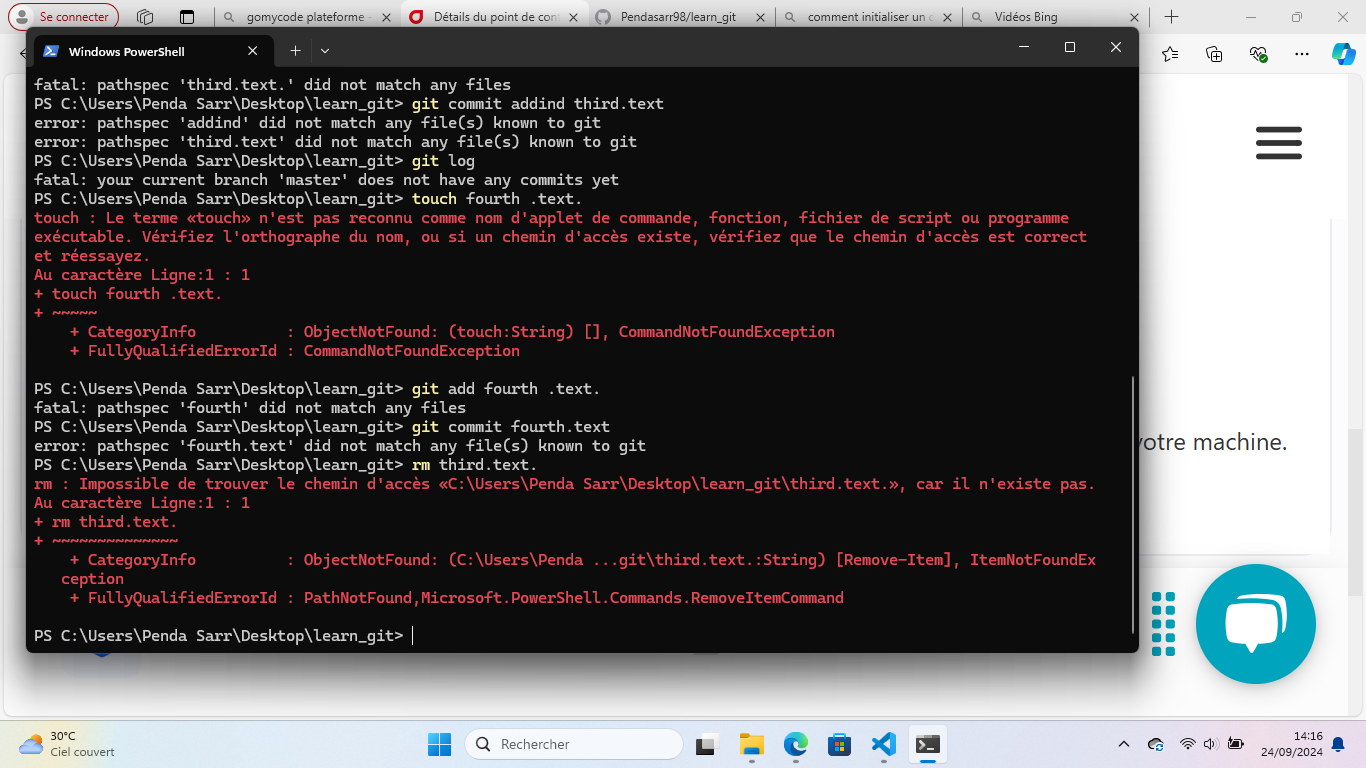 Se connecter
gomycode plateforme -
Détails du point de con
Pendasarr98/learn_git
comment initialiser un c
Vidéos Bing
Windows PowerShell
fatal: pathspec 'third.text.' did not match any files
PS C:\Users\Penda Sarr\Desktop\learn_git> git commit addind third.text
error: pathspec 'addind' did not match any file(s) known to git
error: pathspec 'third.text' did not match any file(s) known to git
PS C:\Users\Penda Sarr\Desktop\learn_git> git log
fatal: your current branch 'master' does not have any commits yet
PS C:\Users\Penda Sarr\Desktop\learn_git> touch fourth .text.
touch : Le terme «touch» n'est pas reconnu comme nom d'applet de commande, fonction, fichier de script ou programme
exécutable. Vérifiez l'orthographe du nom, ou si un chemin d'accès existe, vérifiez que le chemin d'accès est correct
et réessayez.
Au caractère Ligne:1 : 1
+ touch fourth .text.
+ ~~~~~
    + CategoryInfo          : ObjectNotFound: (touch:String) [], CommandNotFoundException
    + FullyQualifiedErrorId : CommandNotFoundException
PS C:\Users\Penda Sarr\Desktop\learn_git> git add fourth .text.
fatal: pathspec 'fourth' did not match any files
PS C:\Users\Penda Sarr\Desktop\learn_git> git commit fourth.text
error: pathspec 'fourth.text' did not match any file(s) known to git
PS C:\Users\Penda Sarr\Desktop\learn_git> rm third.text.
rm : Impossible de trouver le chemin d'accès «C:\Users\Penda Sarr\Desktop\learn_git\third.text.», car il n'existe pas.
Au caractère Ligne:1 : 1
+ rm third.text.
+ ~~~~~~~~~~~~~~
    + CategoryInfo          : ObjectNotFound: (C:\Users\Penda ...git\third.text.:String) [Remove-Item], ItemNotFoundEx
   ception
    + FullyQualifiedErrorId : PathNotFound,Microsoft.PowerShell.Commands.RemoveItemCommand
PS C:\Users\Penda Sarr\Desktop\learn_git>
votre machine.
30°C
Ciel couvert
Rechercher
14:16
24/09/2024